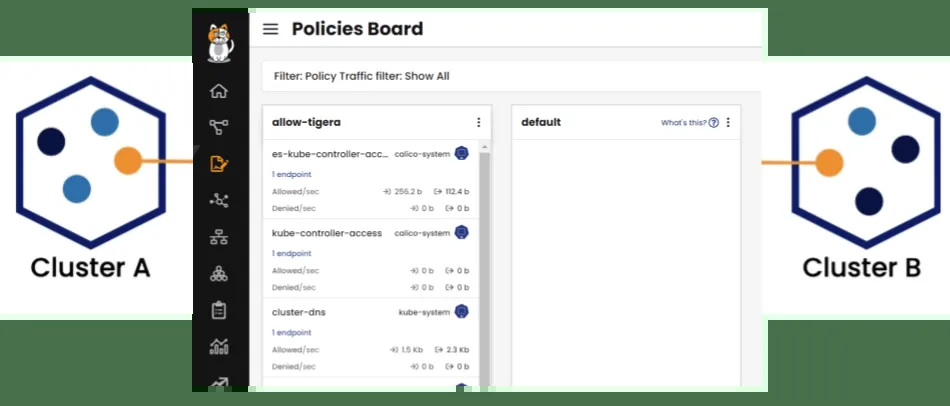 Policies Board
Filter: Policy Traffic filter: Show All
allow-tigera
es-kube-controller-acc... calico-system
1 endpoint
Allowed/sec 256.2 b 112.4 b
Denied/sec 0 b 0 b
kube-controller-access calico-system
1 endpoint
Allowed/sec 0 b 0 b
Denied/sec 0 b 0 b
cluster-dns kube-system
1 endpoint
Allowed/sec 1.5 Kb 2.3 Kb
Denied/sec 0 b 0 b
default What's this? ?
Cluster A
Cluster B